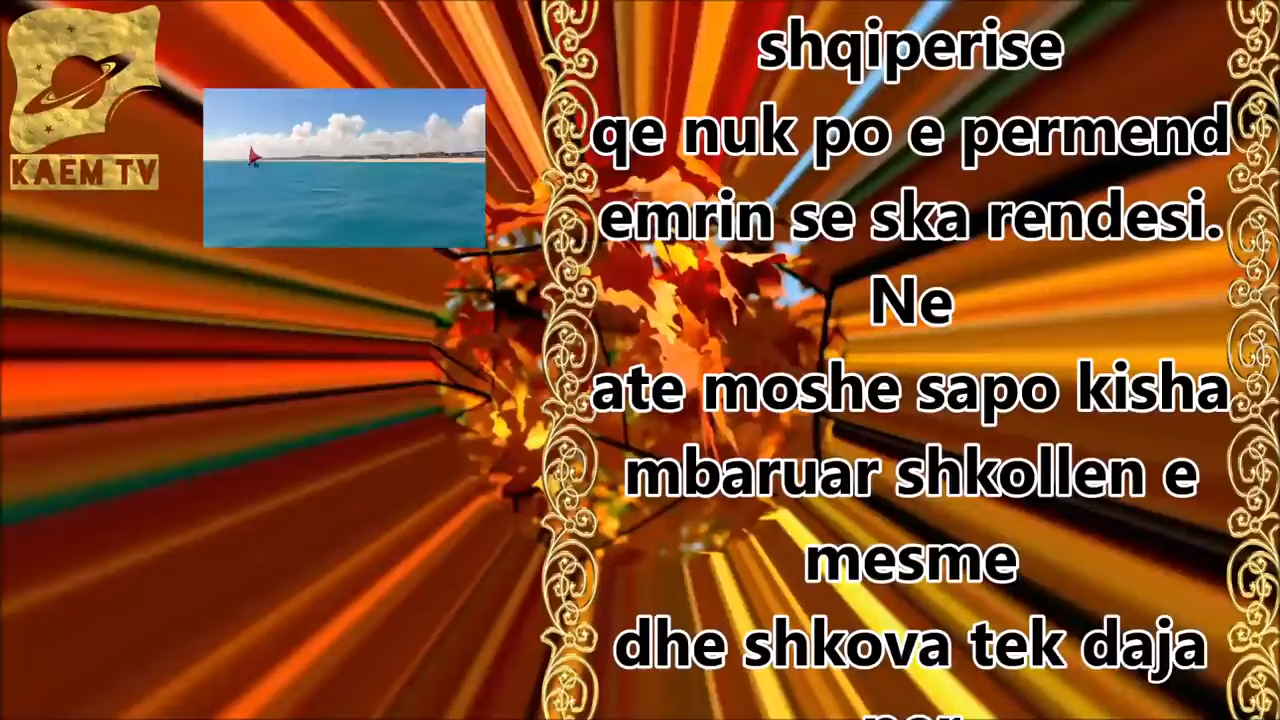 KAEM TV
shqiperise
qe nuk po e permend
emrin se ska rendesi.
Ne
ate moshe sapo kisha
mbaruar shkollen e
mesme
dhe shkova tek daja